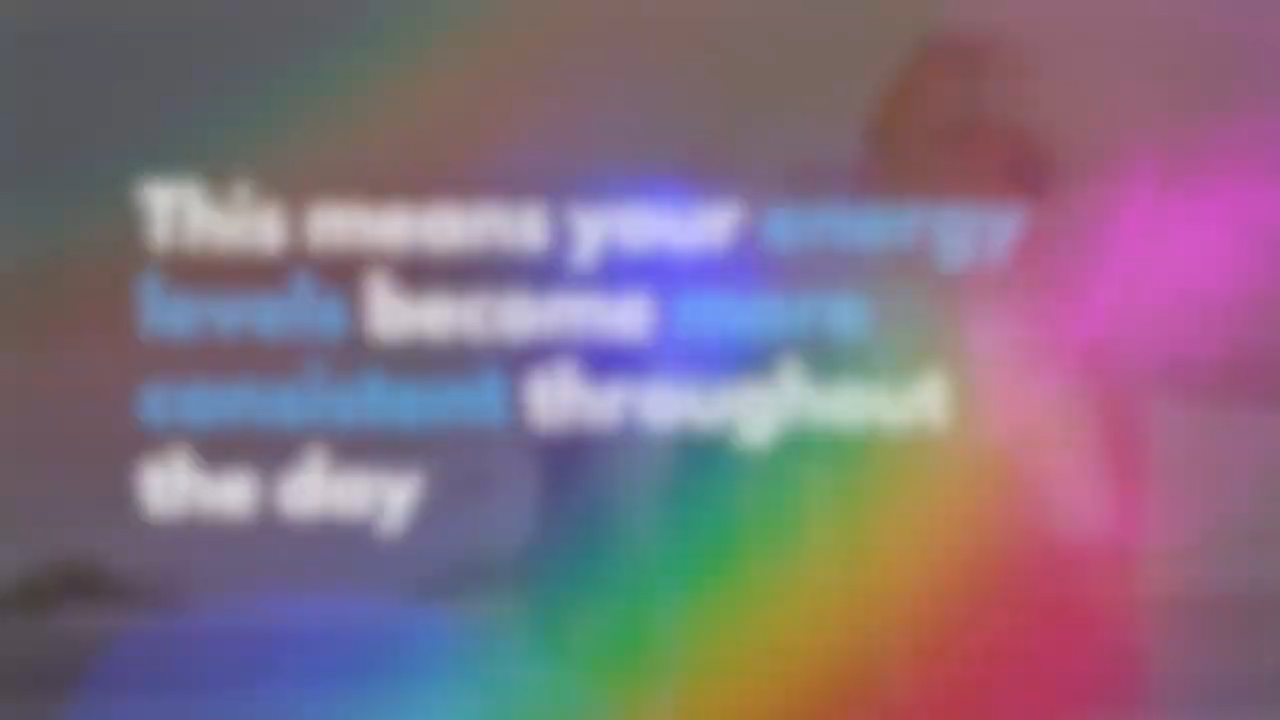 This means your energy
levels become more
consistent throughout
the day